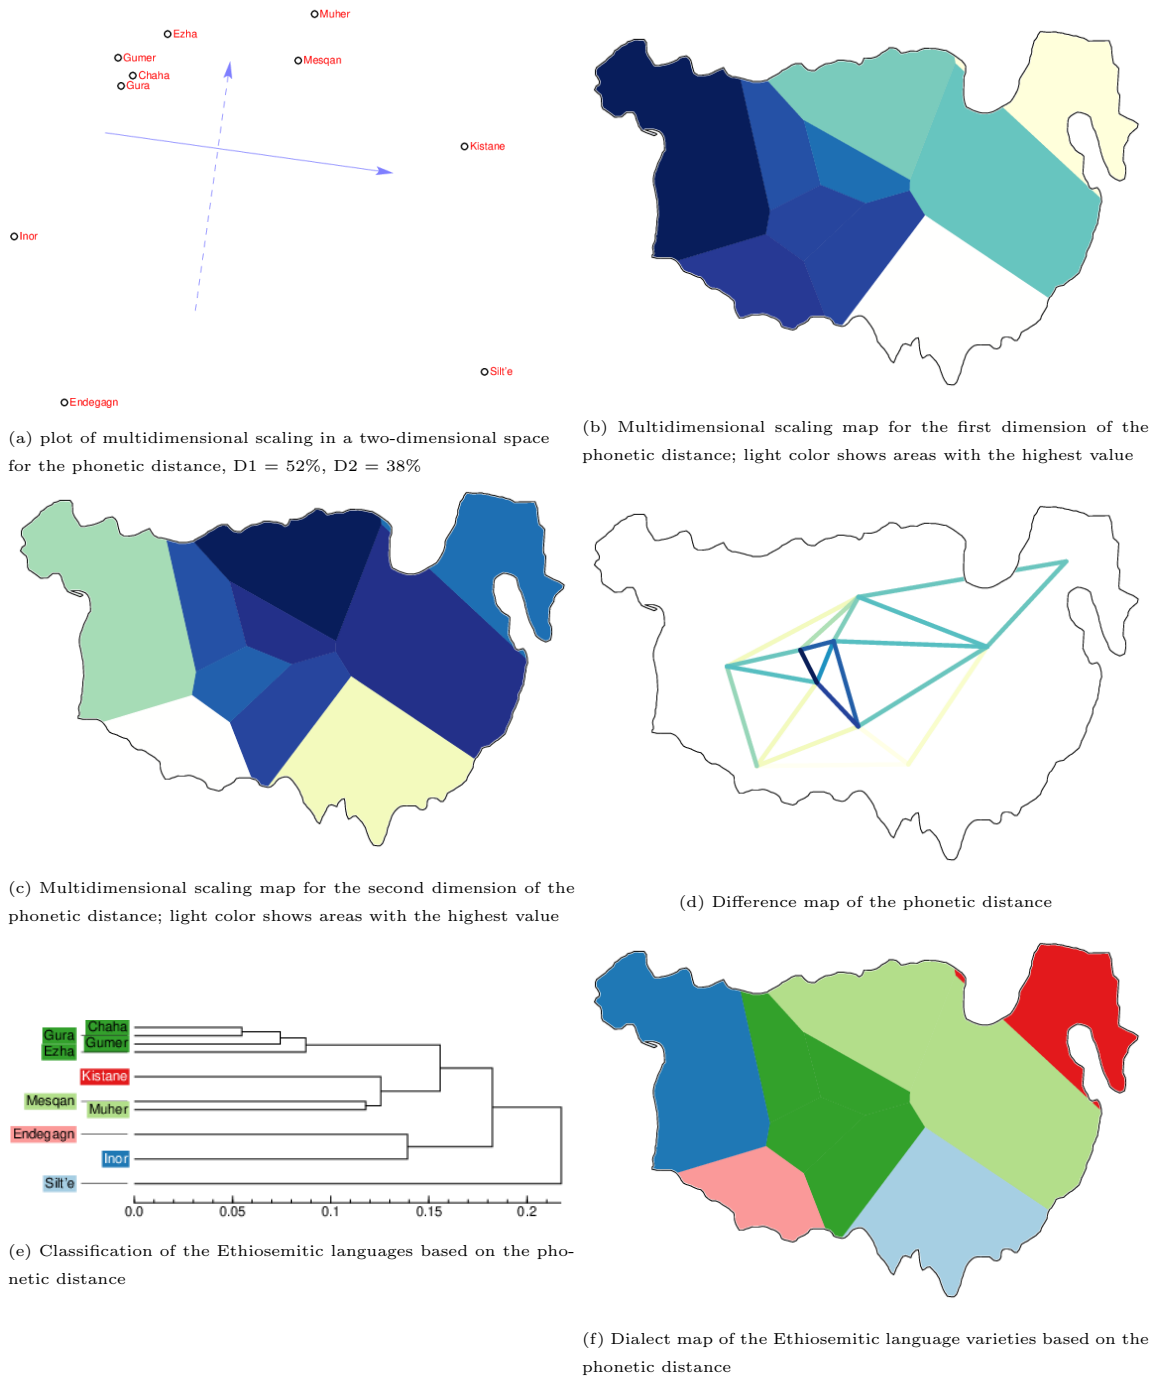 Muher
Ezha
Gumer
Mesqan
Chaha
Gura
Kistane
Inor
Silt'e
Endegagn
(a) plot of multidimensional scaling in a two-dimensional space
for the phonetic distance, D1 = 52%, D2 = 38%
(b) Multidimensional scaling map for the first dimension of the
phonetic distance; light color shows areas with the highest value
(c) Multidimensional scaling map for the second dimension of the
phonetic distance; light color shows areas with the highest value
(d) Difference map of the phonetic distance
Chaha
Gura
Gumer
Ezha
Kistane
Mesqan
Muher
Endegagn
Inor
Silt'e
0.0 0.05 0.1 0.15 0.2
(e) Classification of the Ethiosemitic languages based on the pho-
netic distance
(f) Dialect map of the Ethiosemitic language varieties based on the
phonetic distance